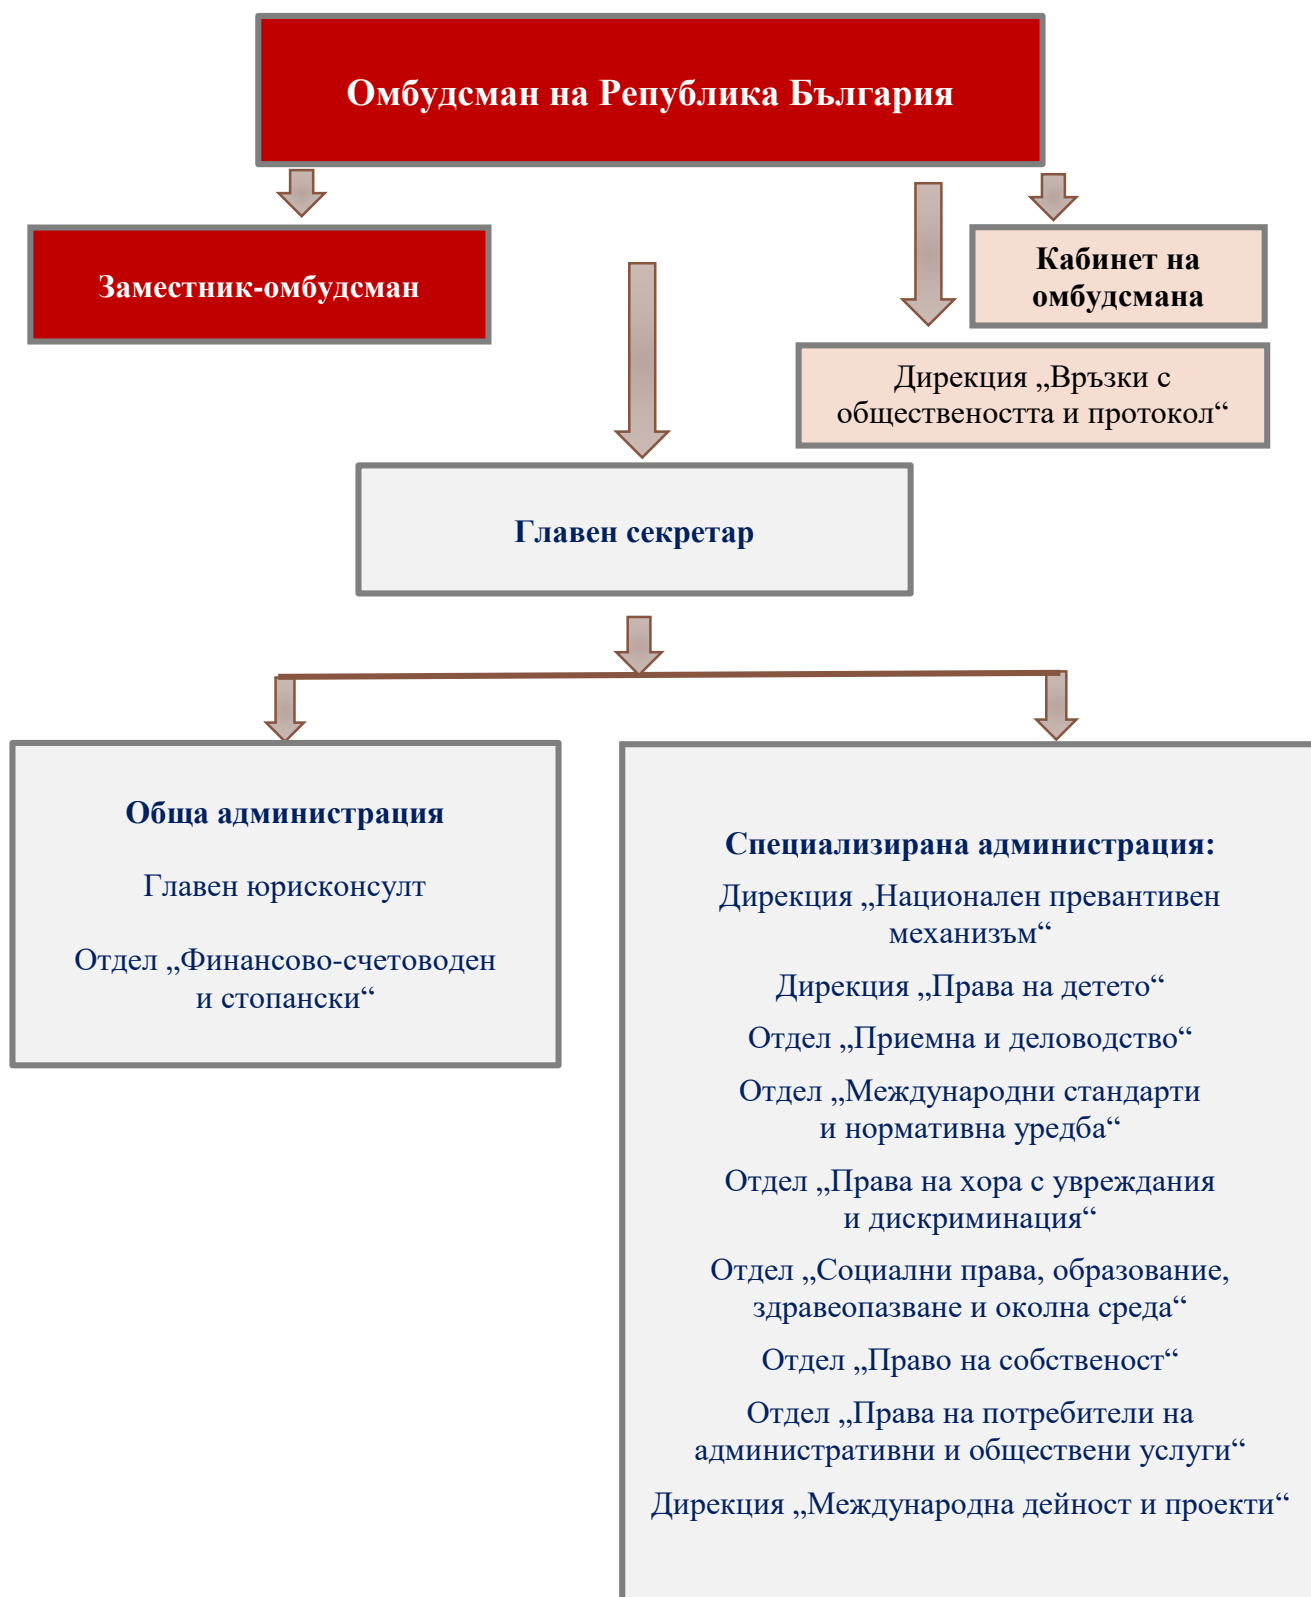 Омбудсман на Република България
Заместник-омбудсман
Кабинет на
омбудсмана
Дирекция „Връзки с
обществеността и протокол“
Главен секретар
Обща администрация
Главен юрисконсулт
Отдел „Финансово-счетоводен
и стопански“
Специализирана администрация:
Дирекция „Национален превантивен
механизъм“
Дирекция „Права на детето“
Отдел „Приемна и деловодство“
Отдел „Международни стандарти
и нормативна уредба“
Отдел „Права на хора с увреждания
и дискриминация“
Отдел „Социални права, образование,
здравеопазване и околна среда“
Отдел „Право на собственост“
Отдел „Права на потребители на
административни и обществени услуги“
Дирекция „Международна дейност и проекти“